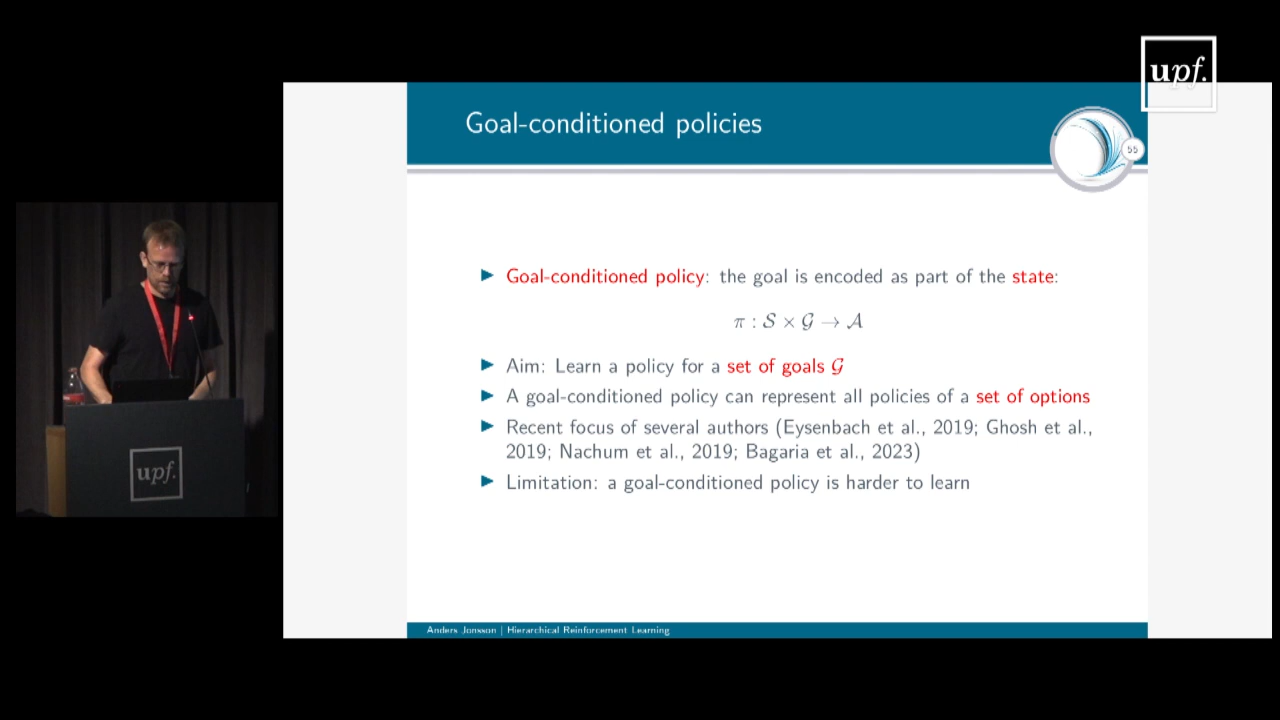 upf.
Goal-conditioned policies
55
Goal-conditioned policy: the goal is encoded as part of the state:
π : S × G → A
Aim: Learn a policy for a set of goals G
A goal-conditioned policy can represent all policies of a set of options
Recent focus of several authors (Eysenbach et al., 2019; Ghosh et al.,
2019; Nachum et al., 2019; Bagaria et al., 2023)
Limitation: a goal-conditioned policy is harder to learn
upf.
Anders Jonsson | Hierarchical Reinforcement Learning